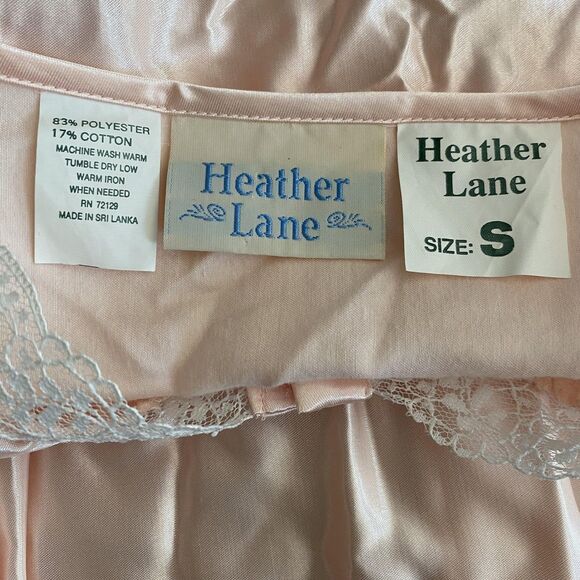 83% POLYESTER
17% COTTON
MACHINE WASH WARM
TUMBLE DRY LOW
WARM IRON
WHEN NEEDED
RN 72129
MADE IN SRI LANKA
Heather
Lane
Heather
Lane
SIZE: S